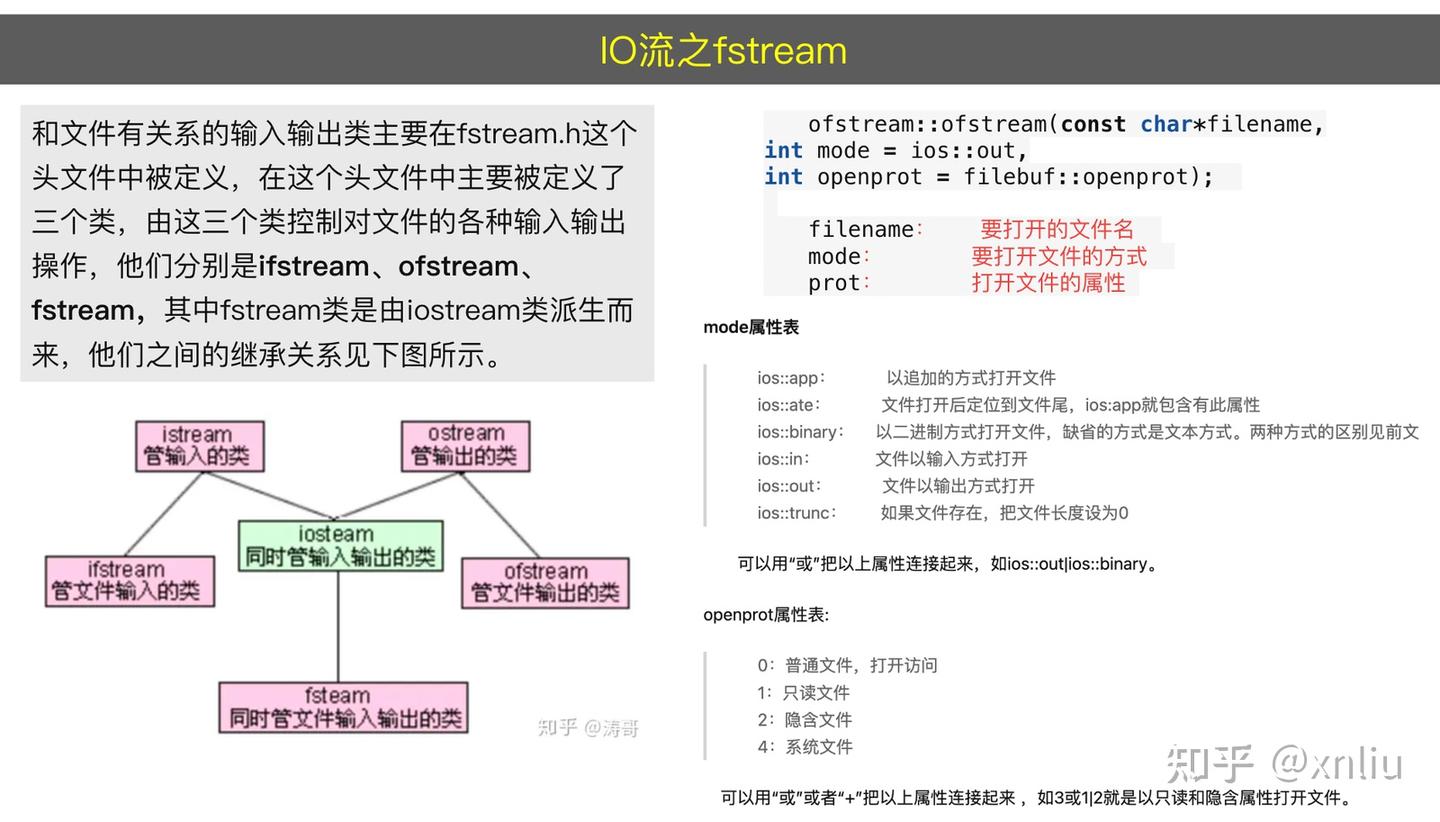 IO流之fstream
和文件有关系的输入输出类主要在fstream.h这个
头文件中被定义，在这个头文件中主要被定义了
三个类，由这三个类控制对文件的各种输入输出
操作，他们分别是ifstream、ofstream、
fstream，其中fstream类是由iostream类派生而
来，他们之间的继承关系见下图所示。
istream
管输入的类
ostream
管输出的类
iosteam
同时管输入输出的类
ifstream
管文件输入的类
ofstream
管文件输出的类
fsteam
同时管文件输入输出的类
知乎 @涛哥
ofstream::ofstream(const char*filename,
int mode = ios::out,
int openprot = filebuf::openprot);
filename： 要打开的文件名
mode： 要打开文件的方式
prot： 打开文件的属性
mode属性表
ios::app： 以追加的方式打开文件
ios::ate： 文件打开后定位到文件尾，ios:app就包含有此属性
ios::binary： 以二进制方式打开文件，缺省的方式是文本方式。两种方式的区别见前文
ios::in： 文件以输入方式打开
ios::out： 文件以输出方式打开
ios::trunc： 如果文件存在，把文件长度设为0
可以用“或”把以上属性连接起来，如ios::out|ios::binary。
openprot属性表:
0：普通文件，打开访问
1：只读文件
2：隐含文件
4：系统文件
可以用“或”或者“+”把以上属性连接起来 ，如3或1|2就是以只读和隐含属性打开文件。
知乎 @xnliu